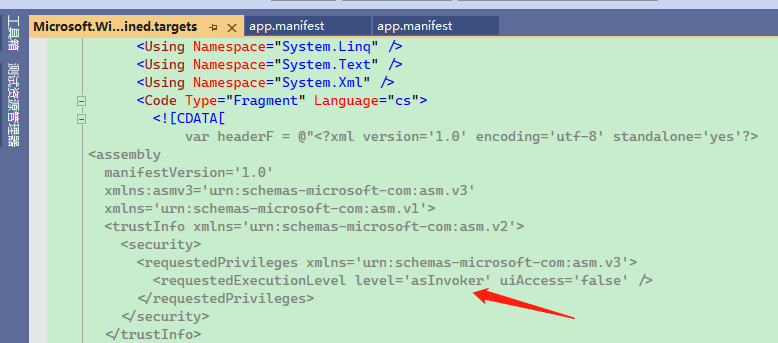 工具箱
测试资源管理器
Microsoft.Wi...ined.targets
app.manifest
app.manifest
<Using Namespace="System.Linq" />
<Using Namespace="System.Text" />
<Using Namespace="System.Xml" />
<Code Type="Fragment" Language="cs">
<![CDATA[
var headerF = @"<?xml version='1.0' encoding='utf-8' standalone='yes'?>
<assembly
manifestVersion='1.0'
xmlns:asmv3='urn:schemas-microsoft-com:asm.v3'
xmlns='urn:schemas-microsoft-com:asm.v1'>
<trustInfo xmlns='urn:schemas-microsoft-com:asm.v2'>
<security>
<requestedPrivileges xmlns='urn:schemas-microsoft-com:asm.v3'>
<requestedExecutionLevel level='asInvoker' uiAccess='false' />
</requestedPrivileges>
</security>
</trustInfo>